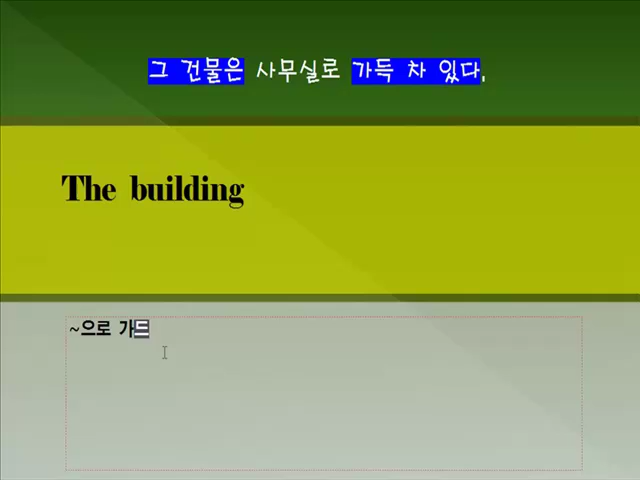 그 건물은 사무실로 가득 차 있다.
The building
~으로 가드